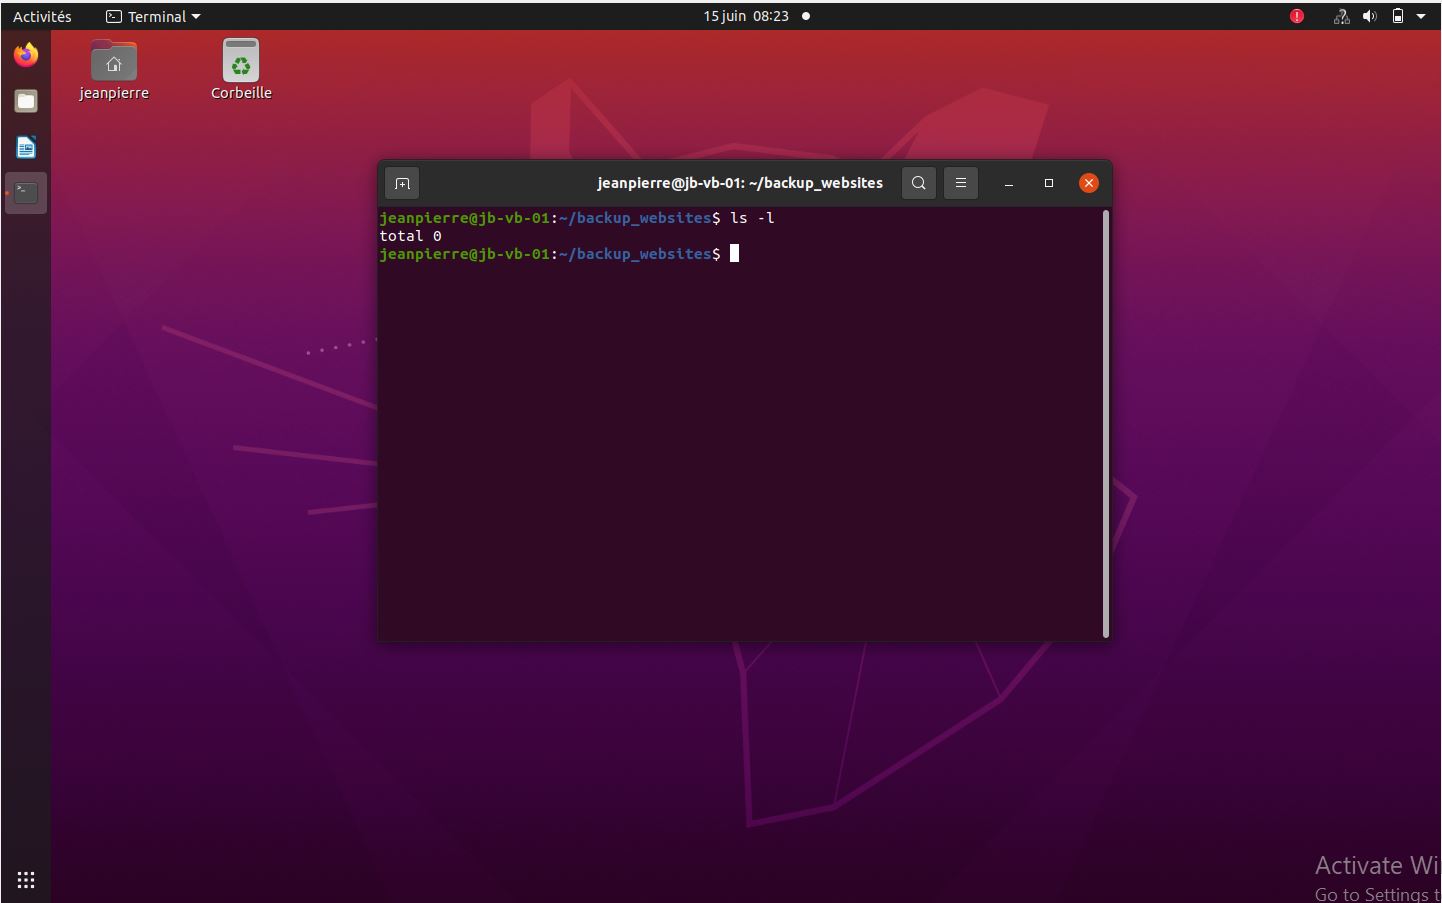 Activités Terminal 15 juin 08:23
jeanpierre Corbeille
jeanpierre@jb-vb-01: ~/backup_websites
jeanpierre@jb-vb-01:~/backup_websites$ ls -l
total 0
jeanpierre@jb-vb-01:~/backup_websites$
Activate Wi
Go to Settings t